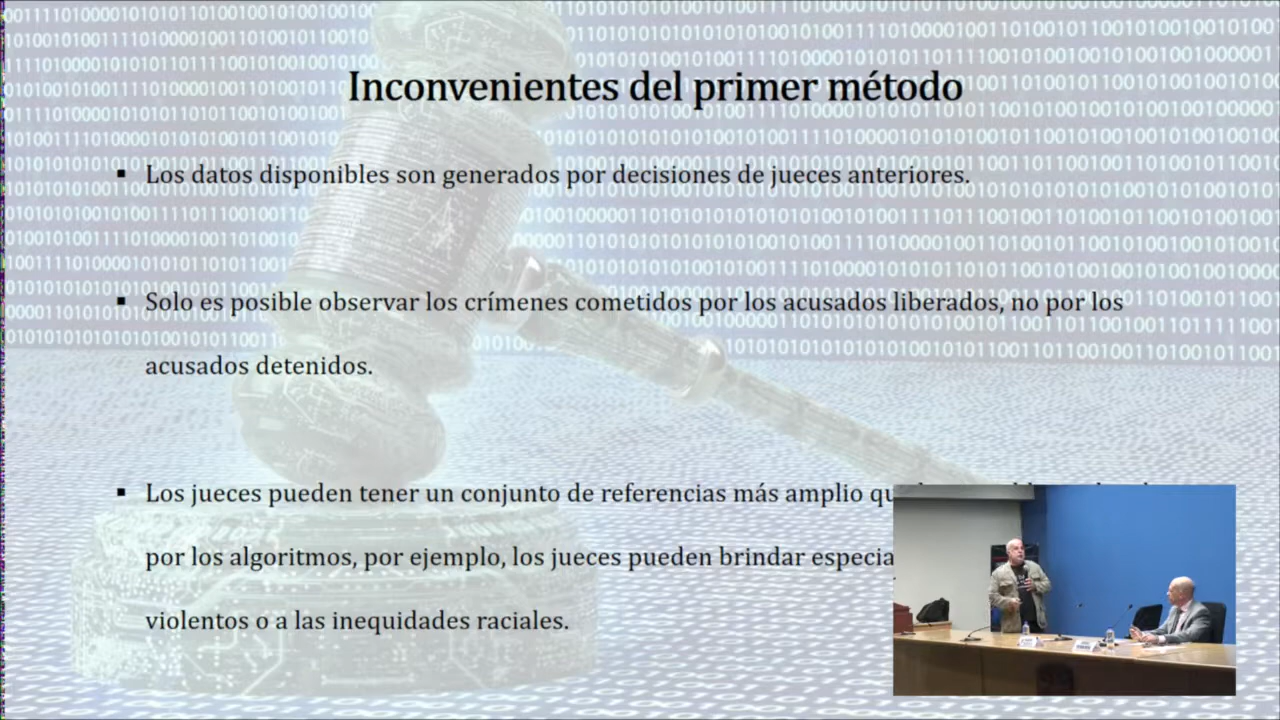 Inconvenientes del primer método
▪ Los datos disponibles son generados por decisiones de jueces anteriores.
▪ Solo es posible observar los crímenes cometidos por los acusados liberados, no por los
acusados detenidos.
▪ Los jueces pueden tener un conjunto de referencias más amplio
por los algoritmos, por ejemplo, los jueces pueden brindar
violentos o a las inequidades raciales.